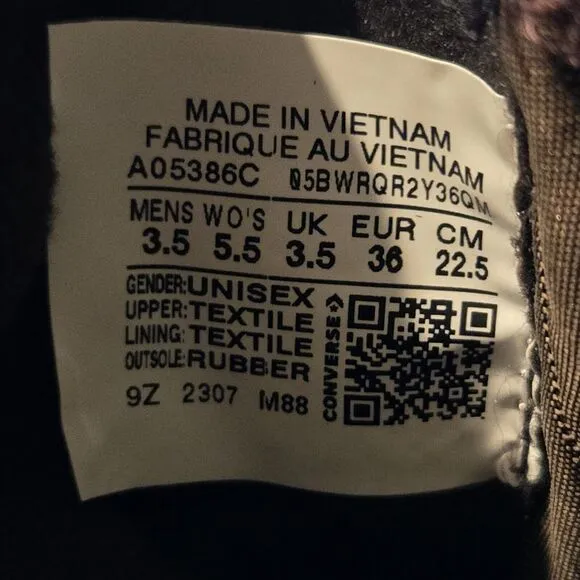 MADE IN VIETNAM
FABRIQUE AU VIETNAM
A05386C 05BWRQR2Y36QM
MENS WO'S UK EUR CM
3.5 5.5 3.5 36 22.5
GENDER: UNISEX
UPPER: TEXTILE
LINING: TEXTILE
OUTSOLE: RUBBER
9Z 2307 M88
CONVERSE